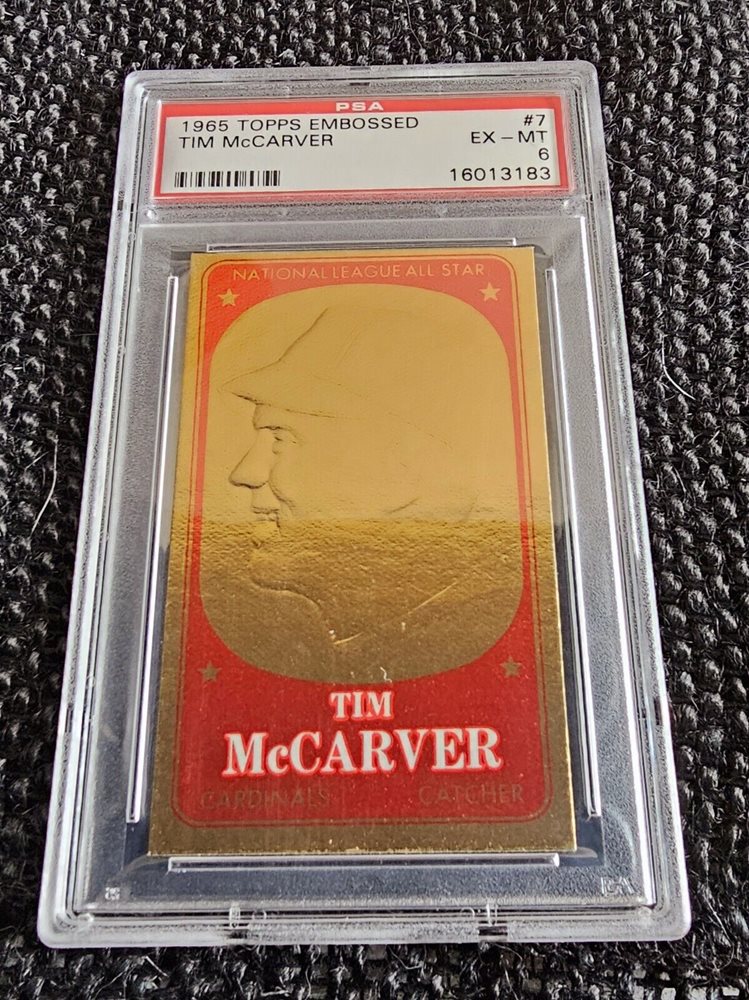 PSA
1965 TOPPS EMBOSSED #7
TIM McCARVER EX – MT
6
16013183
NATIONAL LEAGUE ALL STAR
TIM
McCARVER
CARDINALS CATCHER